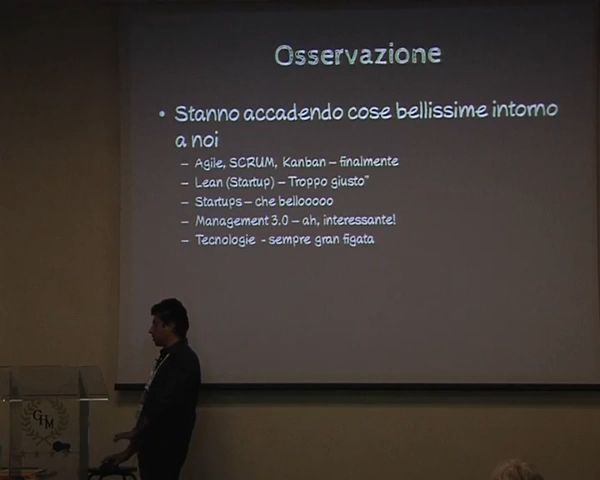 Osservazione
• Stanno accadendo cose bellissime intorno
a noi
– Agile, SCRUM, Kanban – finalmente
– Lean (Startup) – Troppo giusto"
– Startups – che bellooooo
– Management 3.0 – ah, interessante!
– Tecnologie - sempre gran figata
GHM